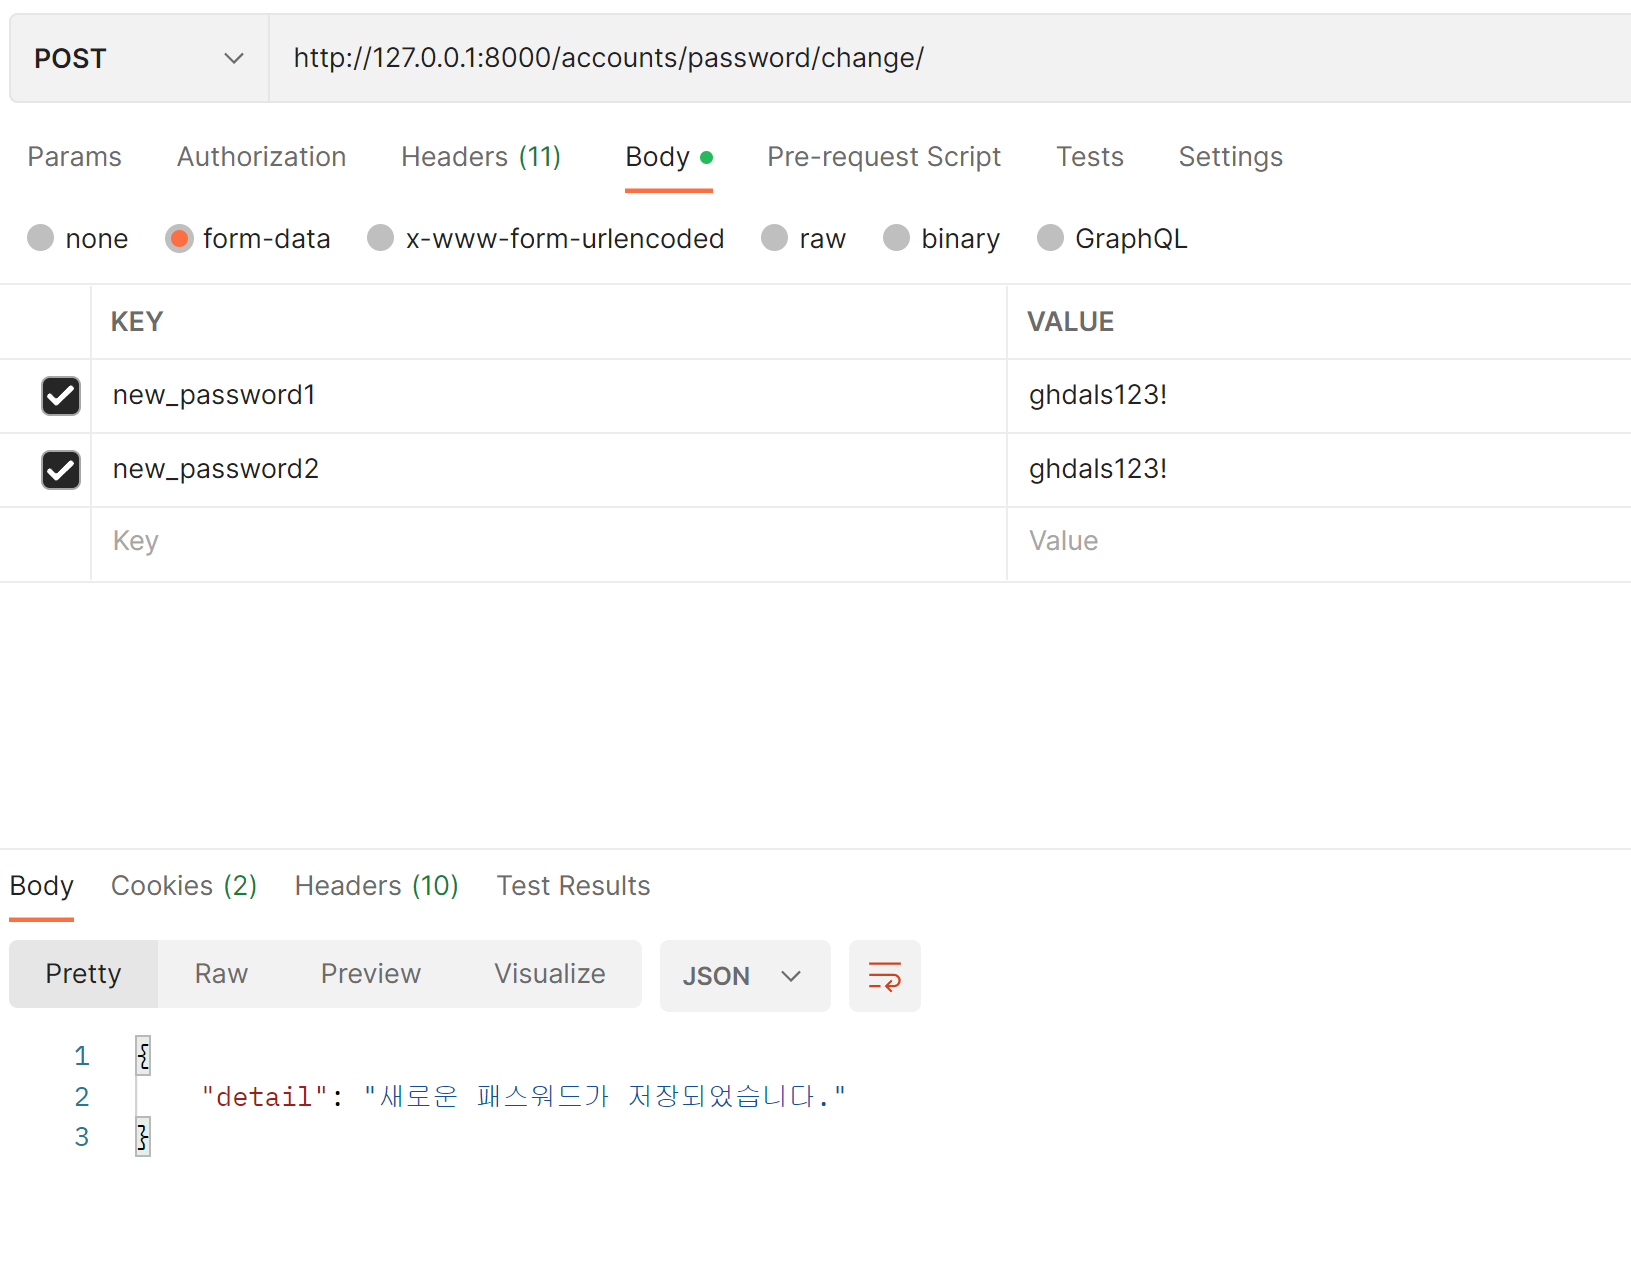 POST http://127.0.0.1:8000/accounts/password/change/
Params Authorization Headers (11) Body Pre-request Script Tests Settings
none form-data x-www-form-urlencoded raw binary GraphQL
KEY VALUE
new_password1 ghdals123!
new_password2 ghdals123!
Key Value
Body Cookies (2) Headers (10) Test Results
Pretty Raw Preview Visualize JSON
1 {
2 "detail": "새로운 패스워드가 저장되었습니다."
3 }